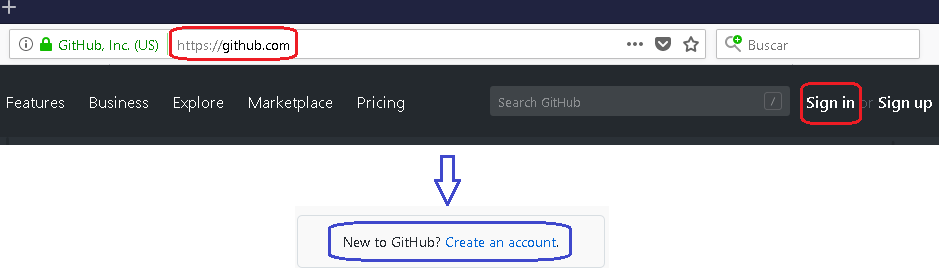 GitHub, Inc. (US) https://github.com Buscar
Features Business Explore Marketplace Pricing Search GitHub / Sign in or Sign up
New to GitHub? Create an account.